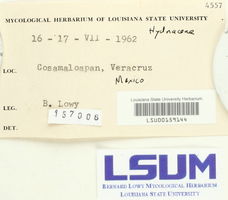 4557
MYCOLOGICAL HERBARIUM OF LOUISIANA STATE UNIVERSITY
16 - 17 - VII - 1962
Hydnaceae
LOC. Cosamaloapan, Veracruz
Mexico
LEG. B. Lowy
157006
DET.
Louisiana State University Herbarium
LSU00159144
LSUM
BERNARD LOWY MYCOLOGICAL HERBARIUM
LOUISIANA STATE UNIVERSITY